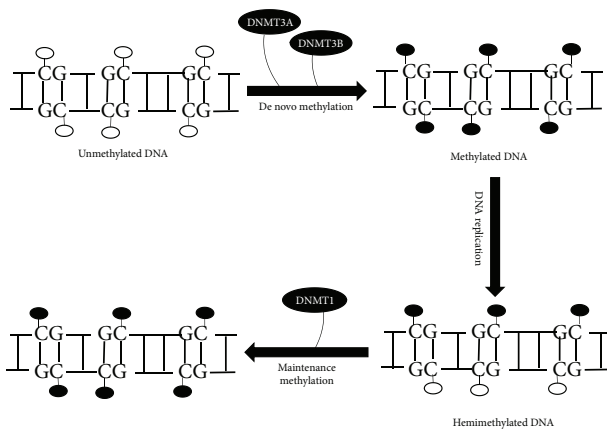 DNMT3A
DNMT3B
CG GC GC
GC CG CG
De novo methylation
Unmethylated DNA
CG GC GC
GC CG CG
Methylated DNA
DNA replication
DNMT1
CG GC GC
GC CG CG
Maintenance
methylation
CG GC GC
GC CG CG
Hemimethylated DNA